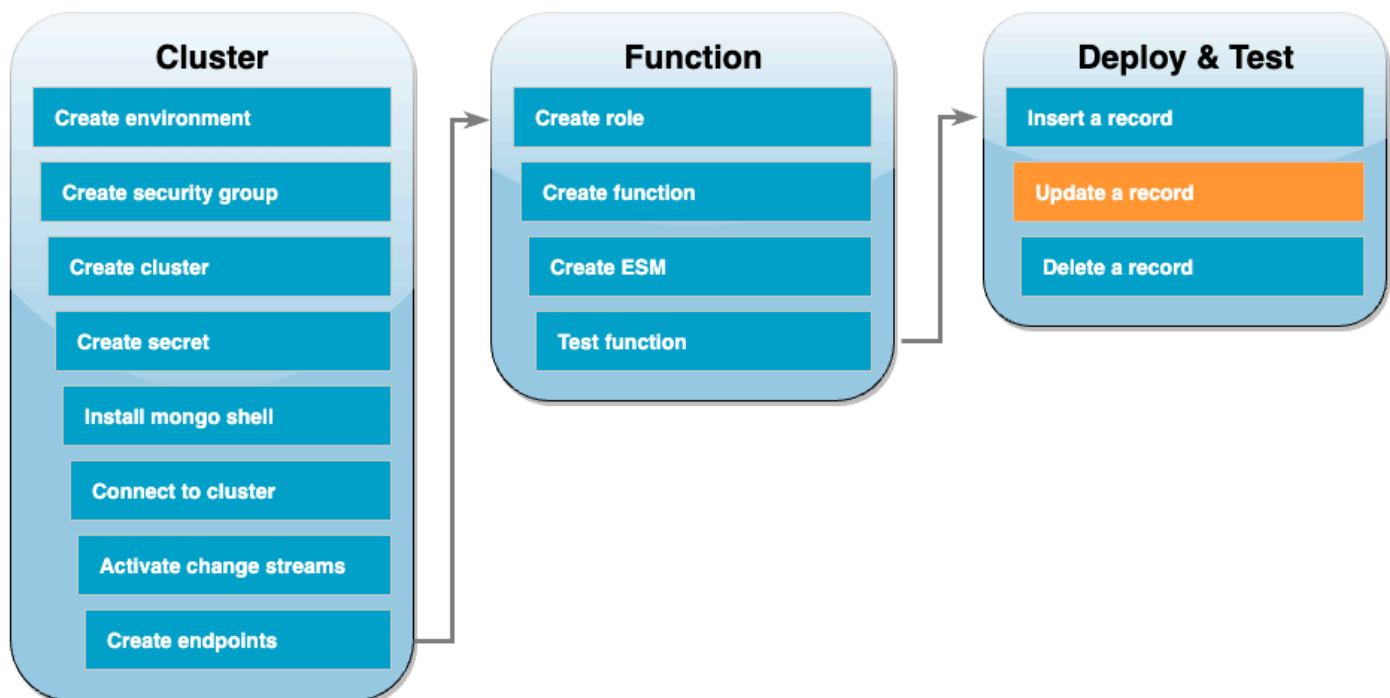 Cluster
Create environment
Create security group
Create cluster
Create secret
Install mongo shell
Connect to cluster
Activate change streams
Create endpoints
Function
Create role
Create function
Create ESM
Test function
Deploy & Test
Insert a record
Update a record
Delete a record